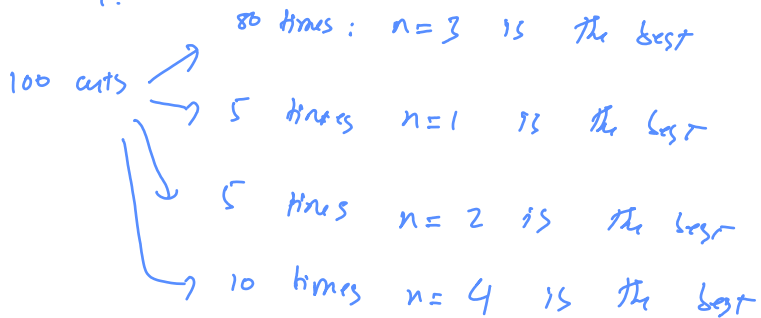 80 times: n=3 is the best
100 cuts
5 times n=1 is the best
5 times n=2 is the best
10 times n=4 is the best